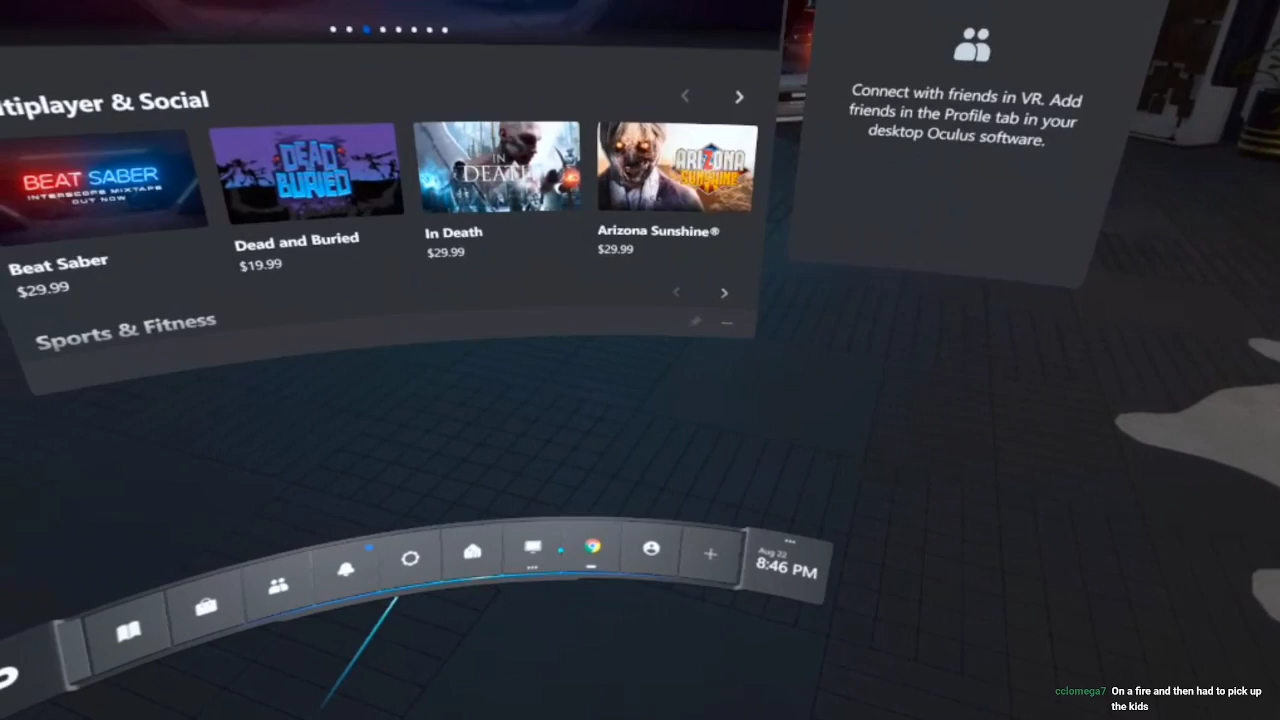 ltiplayer & Social
BEAT SABER
INTERSCOPE MIXTAPE
OUT NOW
DEAD
BURIED
IN
DEATH
ARIZONA
SUNSHINE
Beat Saber
$29.99
Dead and Buried
$19.99
In Death
$29.99
Arizona Sunshine®
$29.99
Sports & Fitness
Connect with friends in VR. Add
friends in the Profile tab in your
desktop Oculus software.
Aug 22
8:46 PM
cclomega7 On a fire and then had to pick up
the kids